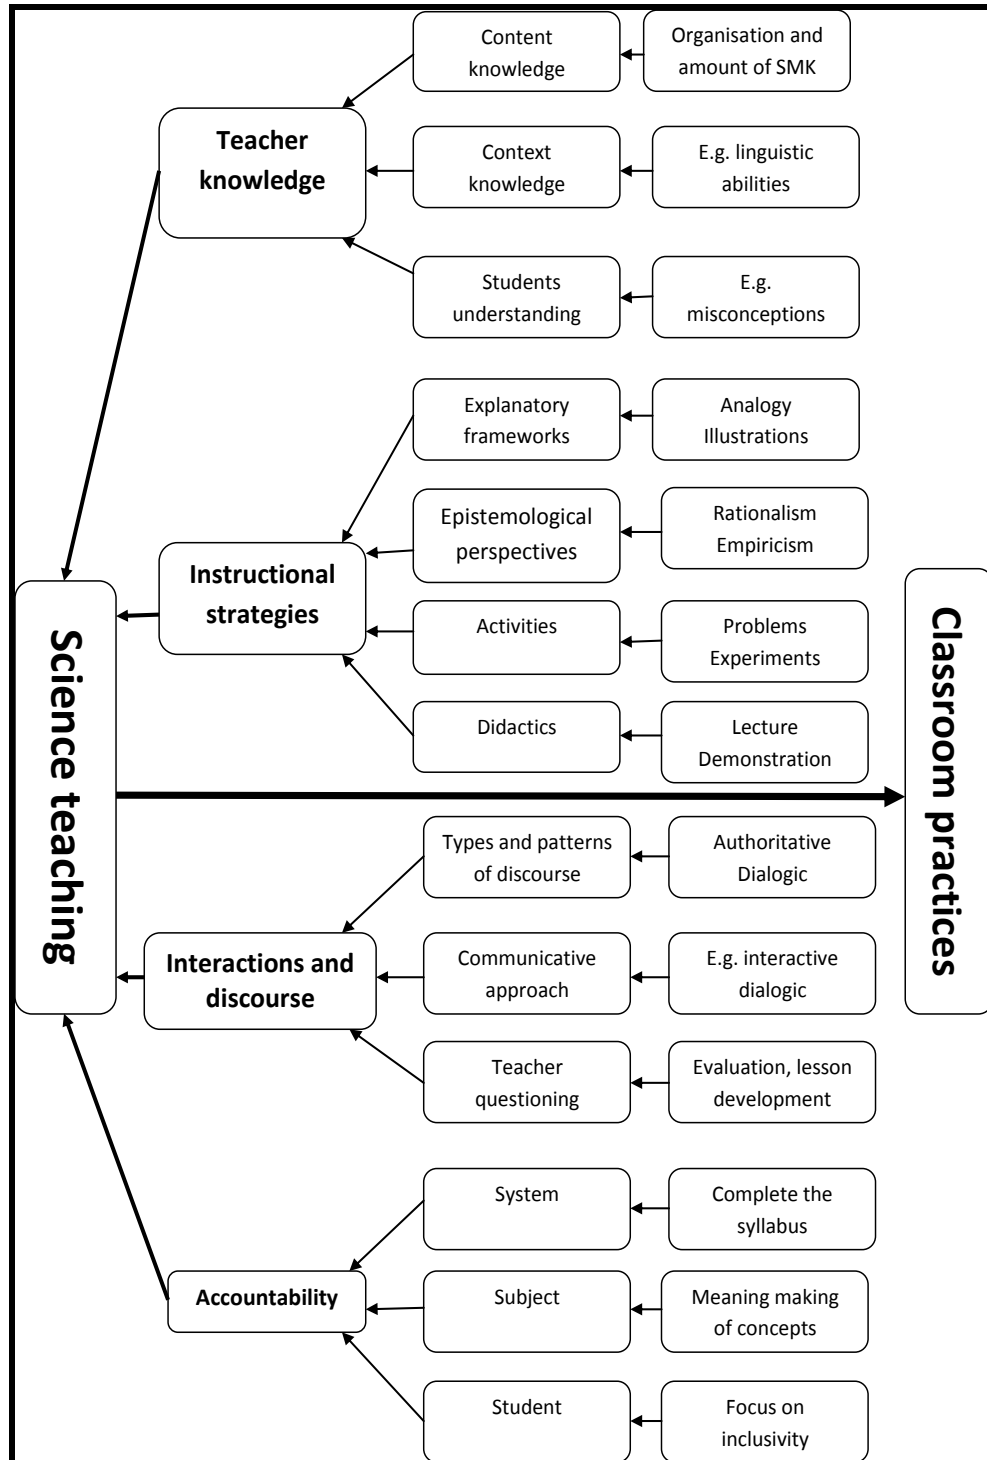 Content
knowledge
Organisation and
amount of SMK
Teacher
knowledge
Context
knowledge
E.g. linguistic
abilities
Students
understanding
E.g.
misconceptions
Explanatory
frameworks
Analogy
Illustrations
Epistemological
perspectives
Rationalism
Empiricism
Instructional
strategies
Activities
Problems
Experiments
Didactics
Lecture
Demonstration
Science teaching
Classroom practices
Types and patterns
of discourse
Authoritative
Dialogic
Interactions and
discourse
Communicative
approach
E.g. interactive
dialogic
Teacher
questioning
Evaluation, lesson
development
System
Complete the
syllabus
Accountability
Subject
Meaning making
of concepts
Student
Focus on
inclusivity